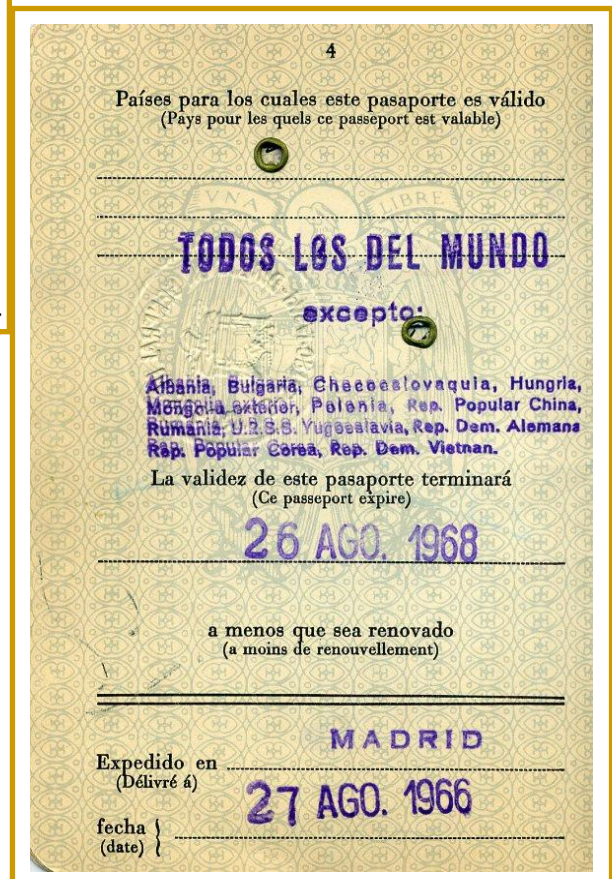 4
Países para los cuales este pasaporte es válido
(Pays pour les quels ce passeport est valable)
UNA LIBRE
TODOS LOS DEL MUNDO
excepto:
Albania, Bulgaria, Checoeslovaquia, Hungria,
Mongolia exterior, Polonia, Rep. Popular China,
Rumania, U.R.S.S. Yugoeslavia, Rep. Dem. Alemana
Rep. Popular Corea, Rep. Dem. Vietnan.
La validez de este pasaporte terminará
(Ce passeport expire)
26 AGO. 1968
a menos que sea renovado
(a moins de renouvellement)
MADRID
Expedido en
(Délivré á)
27 AGO. 1966
fecha
(date)